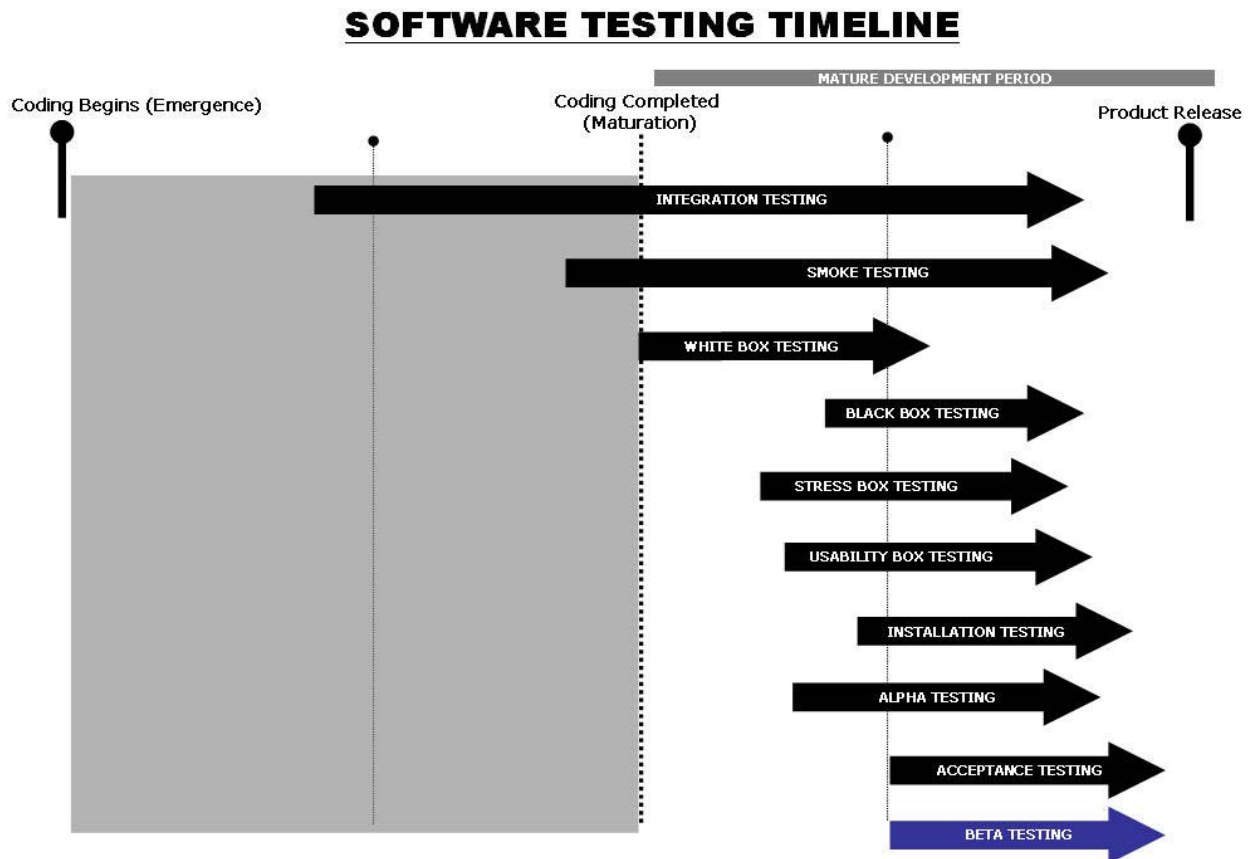 SOFTWARE TESTING TIMELINE
MATURE DEVELOPMENT PERIOD
Coding Begins (Emergence)
Coding Completed
(Maturation)
Product Release
INTEGRATION TESTING
SMOKE TESTING
WHITE BOX TESTING
BLACK BOX TESTING
STRESS BOX TESTING
USABILITY BOX TESTING
INSTALLATION TESTING
ALPHA TESTING
ACCEPTANCE TESTING
BETA TESTING